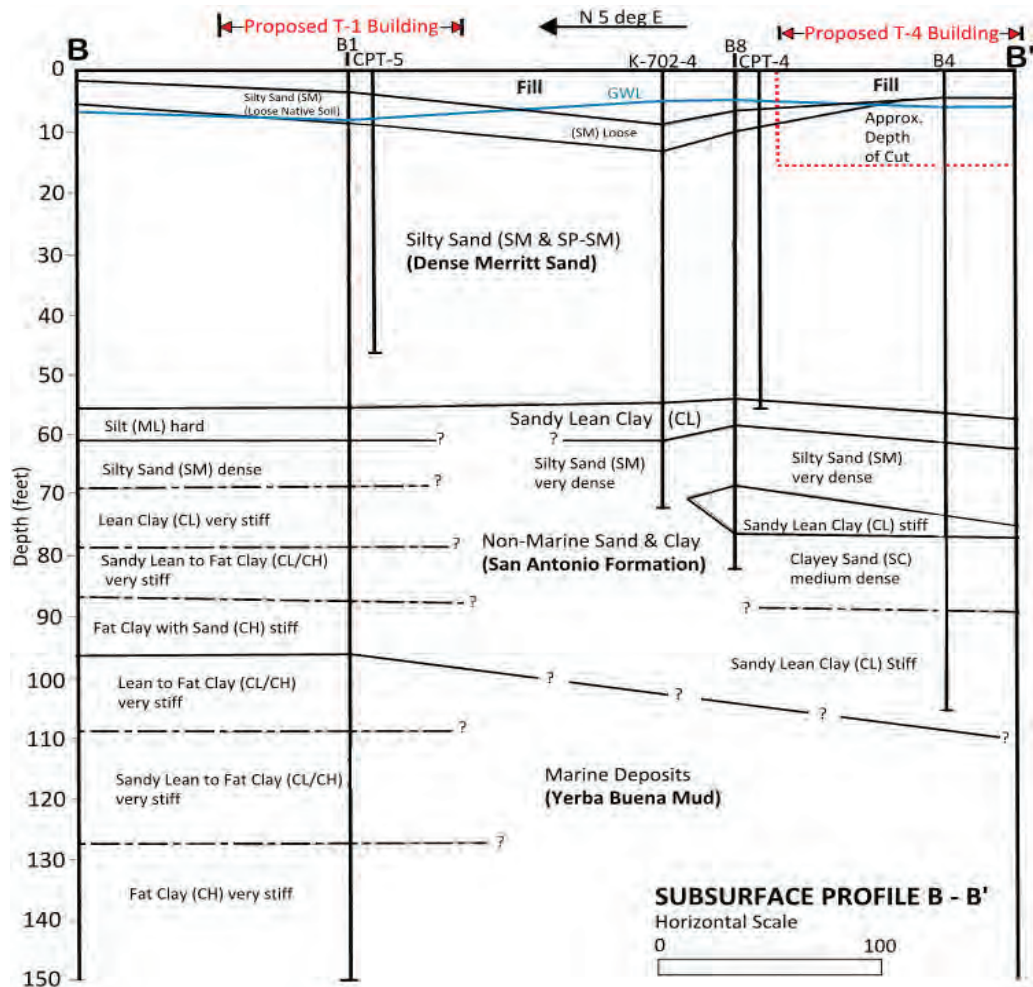 Proposed T-1 Building
N 5 deg E
Proposed T-4 Building
B
B1
CPT-5
K-702-4
B8
CPT-4
B4
B'
0
10
20
30
40
50
60
70
80
90
100
110
120
130
140
150
Depth (feet)
Fill
GWL
Fill
Silty Sand (SM)
(Loose Native Soil)
(SM) Loose
Approx.
Depth
of Cut
Silty Sand (SM & SP-SM)
(Dense Merritt Sand)
Silt (ML) hard
?
?
Sandy Lean Clay (CL)
Silty Sand (SM) dense
?
Silty Sand (SM)
very dense
Silty Sand (SM)
very dense
Lean Clay (CL) very stiff
?
Sandy Lean Clay (CL) stiff
Sandy Lean to Fat Clay (CL/CH)
very stiff
?
Non-Marine Sand & Clay
(San Antonio Formation)
Clayey Sand (SC)
medium dense
?
Fat Clay with Sand (CH) stiff
Sandy Lean Clay (CL) Stiff
Lean to Fat Clay (CL/CH)
very stiff
?
?
?
?
?
Sandy Lean to Fat Clay (CL/CH)
very stiff
?
Marine Deposits
(Yerba Buena Mud)
Fat Clay (CH) very stiff
SUBSURFACE PROFILE B - B'
Horizontal Scale
0
100